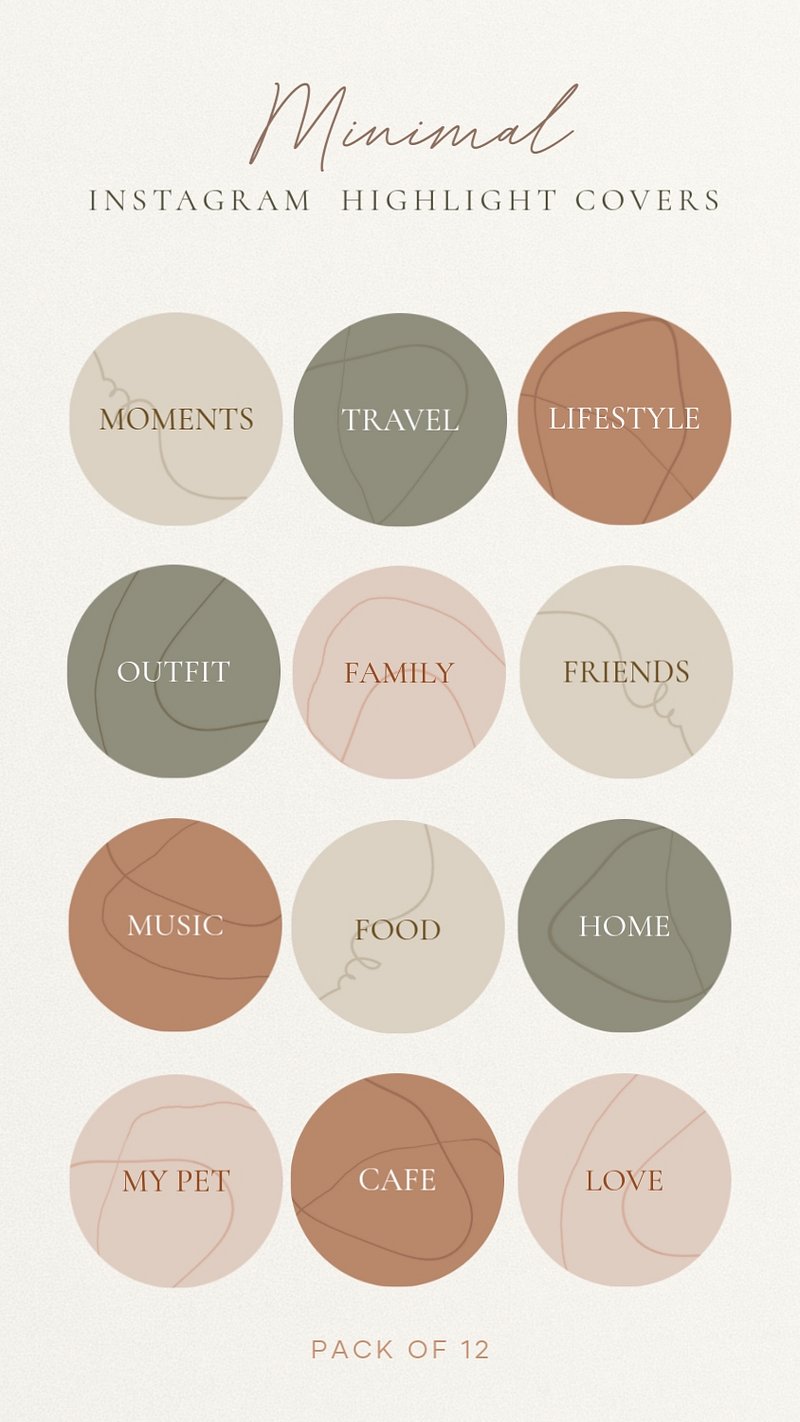 Minimal
INSTAGRAM HIGHLIGHT COVERS
MOMENTS
TRAVEL
LIFESTYLE
OUTFIT
FAMILY
FRIENDS
MUSIC
FOOD
HOME
MY PET
CAFE
LOVE
PACK OF 12